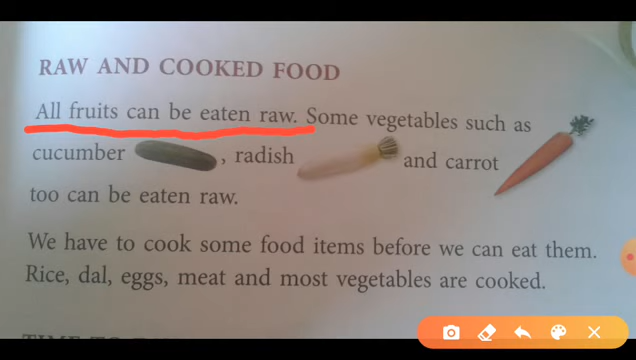 RAW AND COOKED FOOD
All fruits can be eaten raw. Some vegetables such as
cucumber , radish and carrot
too can be eaten raw.
We have to cook some food items before we can eat them.
Rice, dal, eggs, meat and most vegetables are cooked.